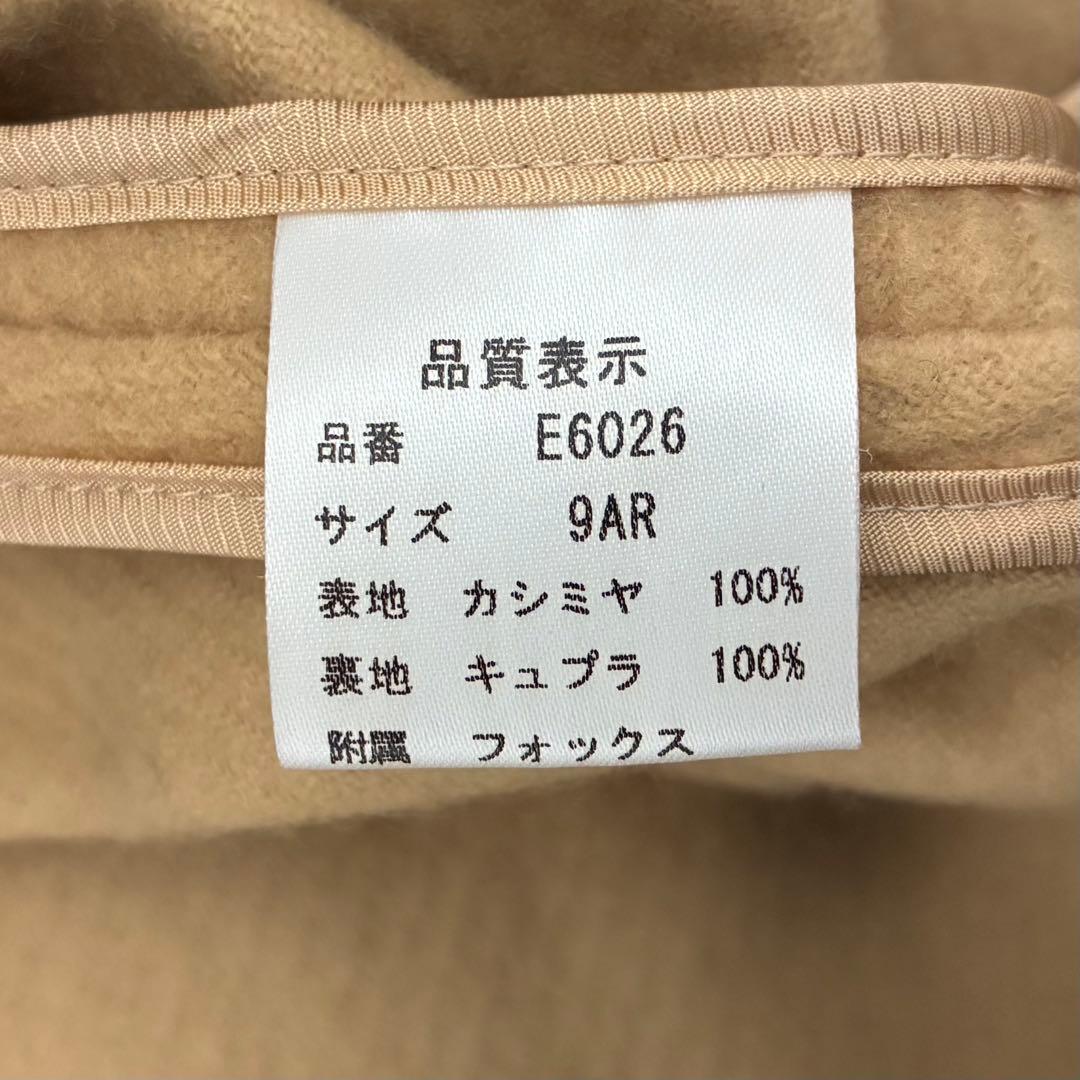 品質表示
品番 E6026
サイズ 9AR
表地 カシミヤ 100%
裏地 キュプラ 100%
附属 フォックス